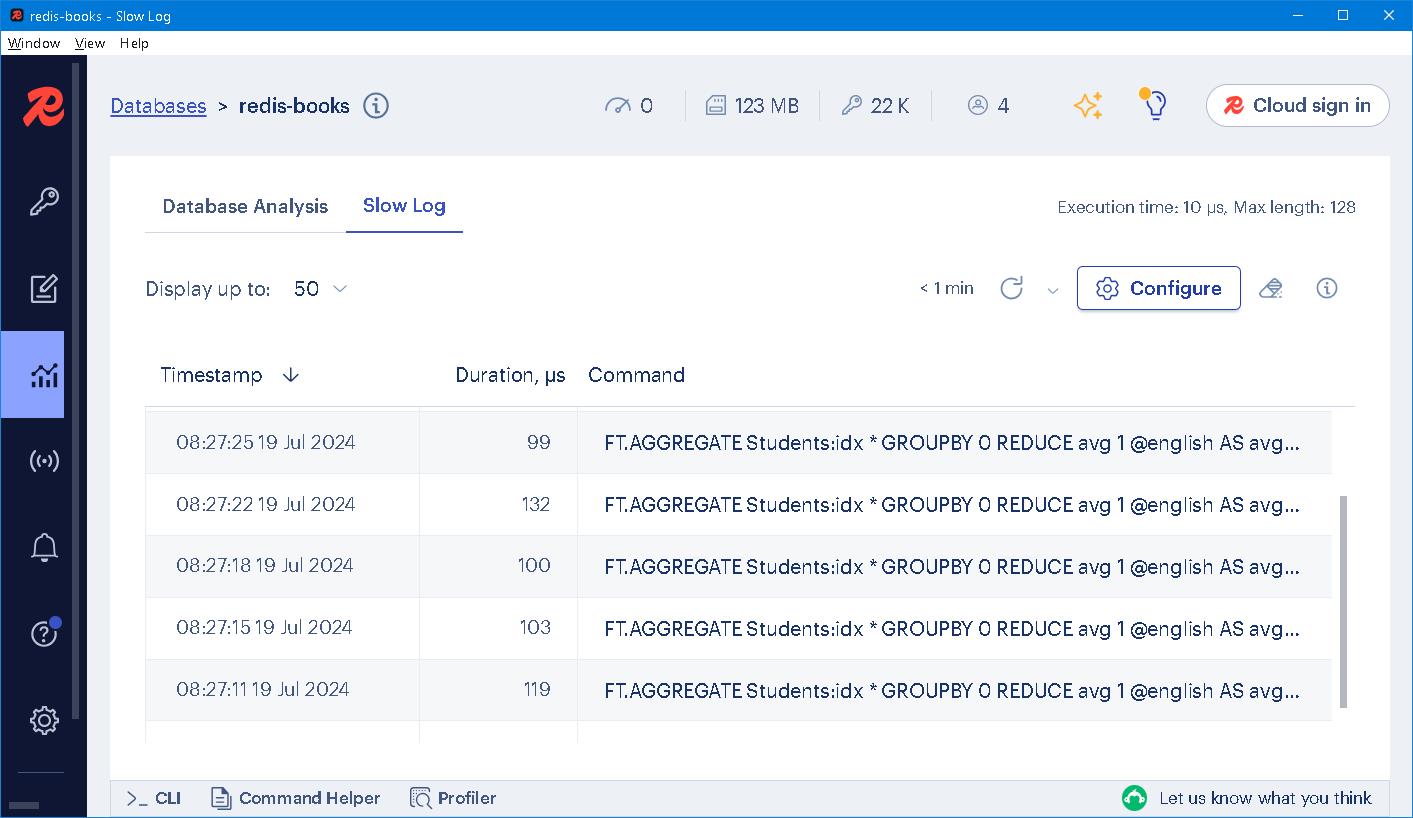 redis-books - Slow Log
Window View Help
Databases > redis-books 0 123 MB 22 K 4 Cloud sign in
Database Analysis Slow Log Execution time: 10 µs, Max length: 128
Display up to: 50 < 1 min Configure
Timestamp Duration, µs Command
08:27:25 19 Jul 2024 99 FT.AGGREGATE Students:idx * GROUPBY 0 REDUCE avg 1 @english AS avg...
08:27:22 19 Jul 2024 132 FT.AGGREGATE Students:idx * GROUPBY 0 REDUCE avg 1 @english AS avg...
08:27:18 19 Jul 2024 100 FT.AGGREGATE Students:idx * GROUPBY 0 REDUCE avg 1 @english AS avg...
08:27:15 19 Jul 2024 103 FT.AGGREGATE Students:idx * GROUPBY 0 REDUCE avg 1 @english AS avg...
08:27:11 19 Jul 2024 119 FT.AGGREGATE Students:idx * GROUPBY 0 REDUCE avg 1 @english AS avg...
CLI Command Helper Profiler Let us know what you think